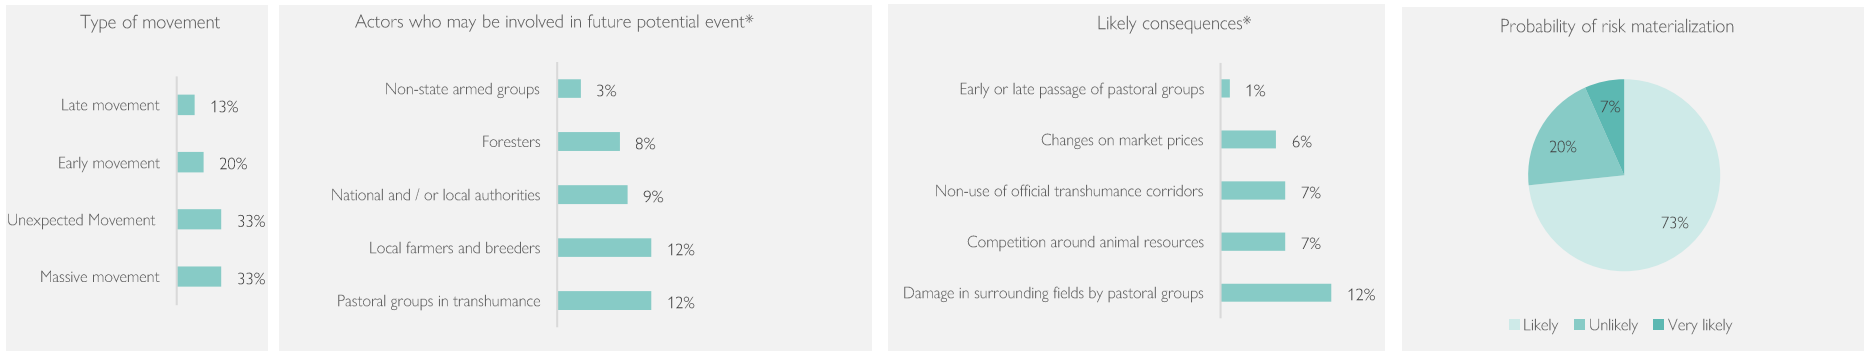 Type of movement
Late movement 13%
Early movement 20%
Unexpected Movement 33%
Massive movement 33%
Actors who may be involved in future potential event*
Non-state armed groups 3%
Foresters 8%
National and / or local authorities 9%
Local farmers and breeders 12%
Pastoral groups in transhumance 12%
Likely consequences*
Early or late passage of pastoral groups 1%
Changes on market prices 6%
Non-use of official transhumance corridors 7%
Competition around animal resources 7%
Damage in surrounding fields by pastoral groups 12%
Probability of risk materialization
7%
20%
73%
Likely Unlikely Very likely